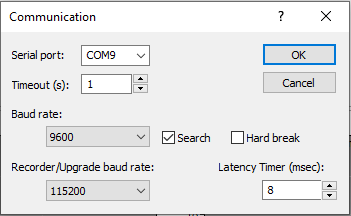 Communication
Serial port: COM9 OK
Timeout (s): 1 Cancel
Baud rate:
9600 Search Hard break
Recorder/Upgrade baud rate: Latency Timer (msec):
115200 8